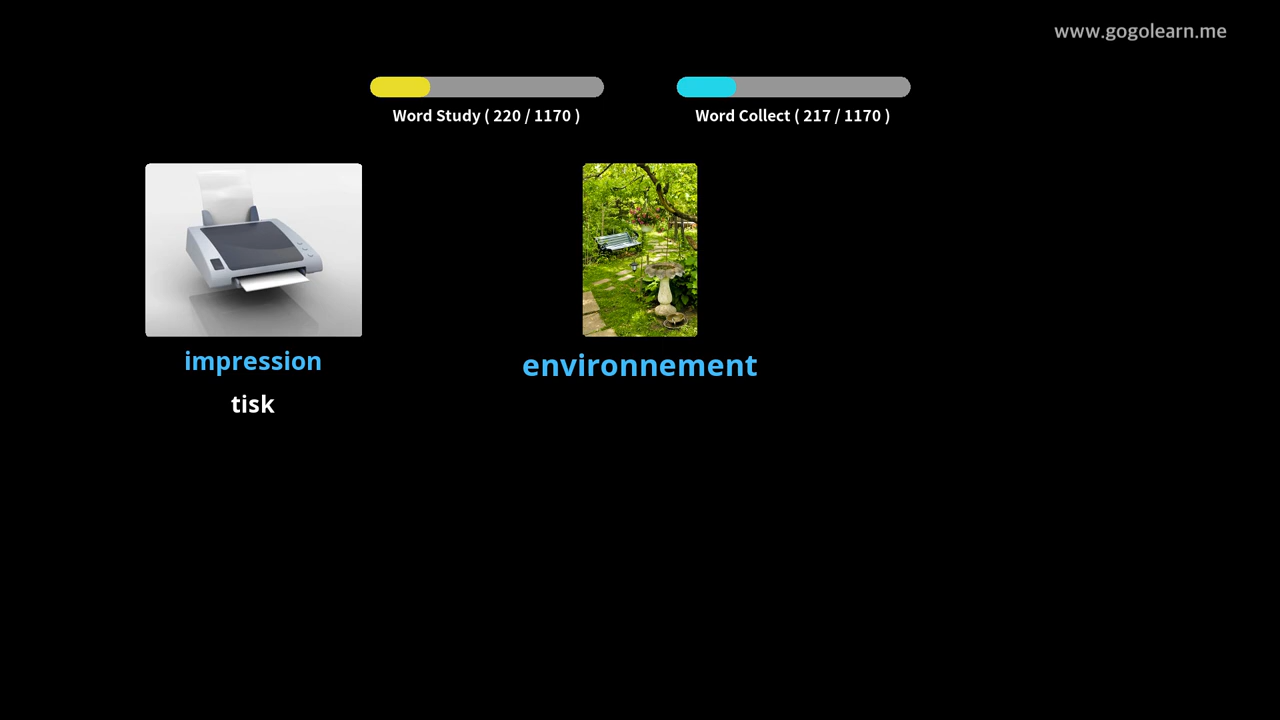 www.gogolearn.me
Word Study ( 220 / 1170 )
Word Collect ( 217 / 1170 )
impression
tisk
environnement